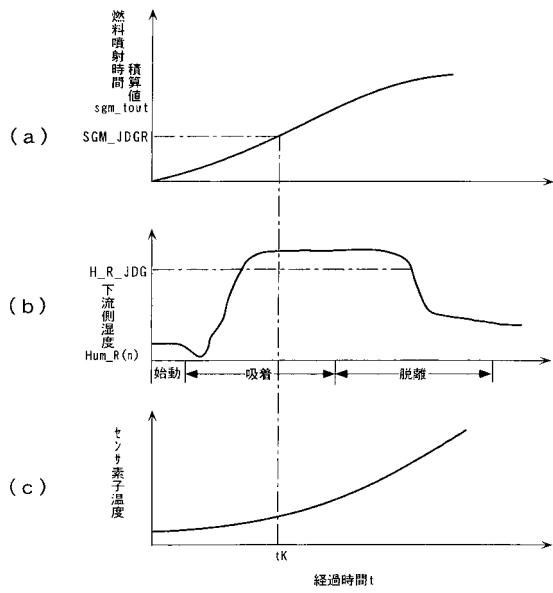 燃料噴射時間
積算値
sgm_tout
(a)
SGM_JDGR
H_R_JDG
(b)
下流側湿度
Hum_R(n)
始動
吸着
脱離
センサ素子温度
(c)
tK
経過時間t